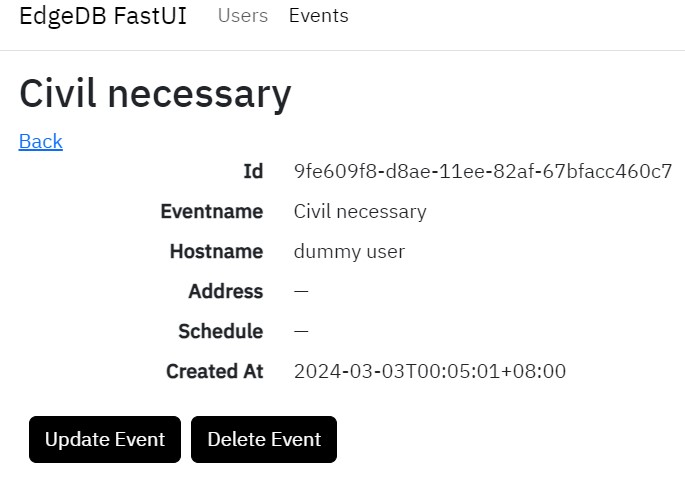 EdgeDB FastUI Users Events
Civil necessary
Back
Id 9fe609f8-d8ae-11ee-82af-67bfacc460c7
Eventname Civil necessary
Hostname dummy user
Address —
Schedule —
Created At 2024-03-03T00:05:01+08:00
Update Event Delete Event